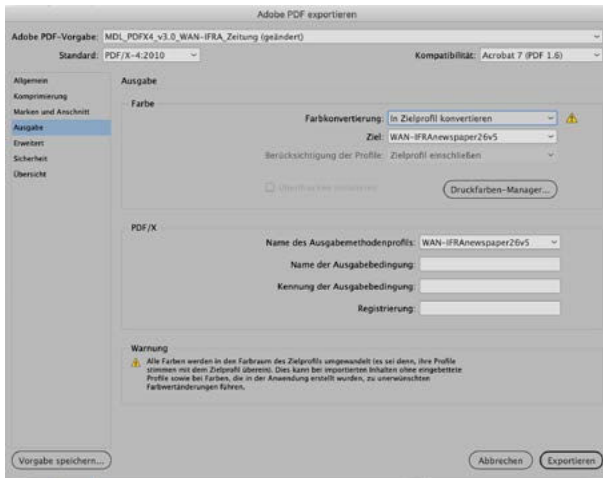 Adobe PDF exportieren
Adobe PDF-Vorgabe: MDL_PDFX4_v3.0_WAN-IFRA_Zeitung (geändert)
Standard: PDF/X-4:2010 Kompatibilität: Acrobat 7 (PDF 1.6)
Allgemein
Komprimierung
Marken und Anschnitt
Ausgabe
Erweitert
Sicherheit
Übersicht
Ausgabe
Farbe
Farbkonvertierung: In Zielprofil konvertieren
Ziel: WAN-IFRAnewspaper26v5
Berücksichtigung der Profile: Zielprofil einschließen
Überdrucken simulieren
Druckfarben-Manager...
PDF/X
Name des Ausgabemethodenprofils: WAN-IFRAnewspaper26v5
Name der Ausgabebedingung:
Kennung der Ausgabebedingung:
Registrierung:
Warnung
Alle Farben werden in den Farbraum des Zielprofils umgewandelt (es sei denn, ihre Profile
stimmen mit dem Zielprofil überein). Dies kann bei importierten Inhalten ohne eingebettete
Profile sowie bei Farben, die in der Anwendung erstellt wurden, zu unerwünschten
Farbwertänderungen führen.
Vorgabe speichern...
Abbrechen
Exportieren